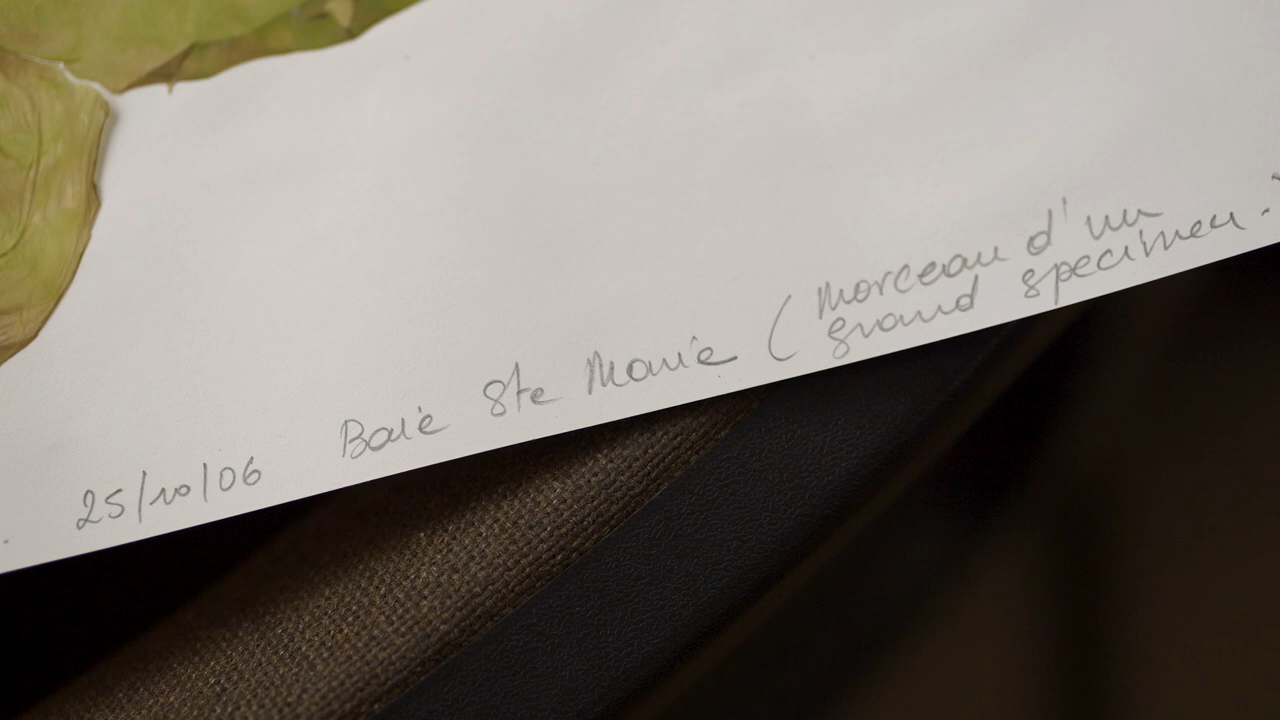 25/10/06 Baie Ste Marie (morceau d'un
grand specimen.)